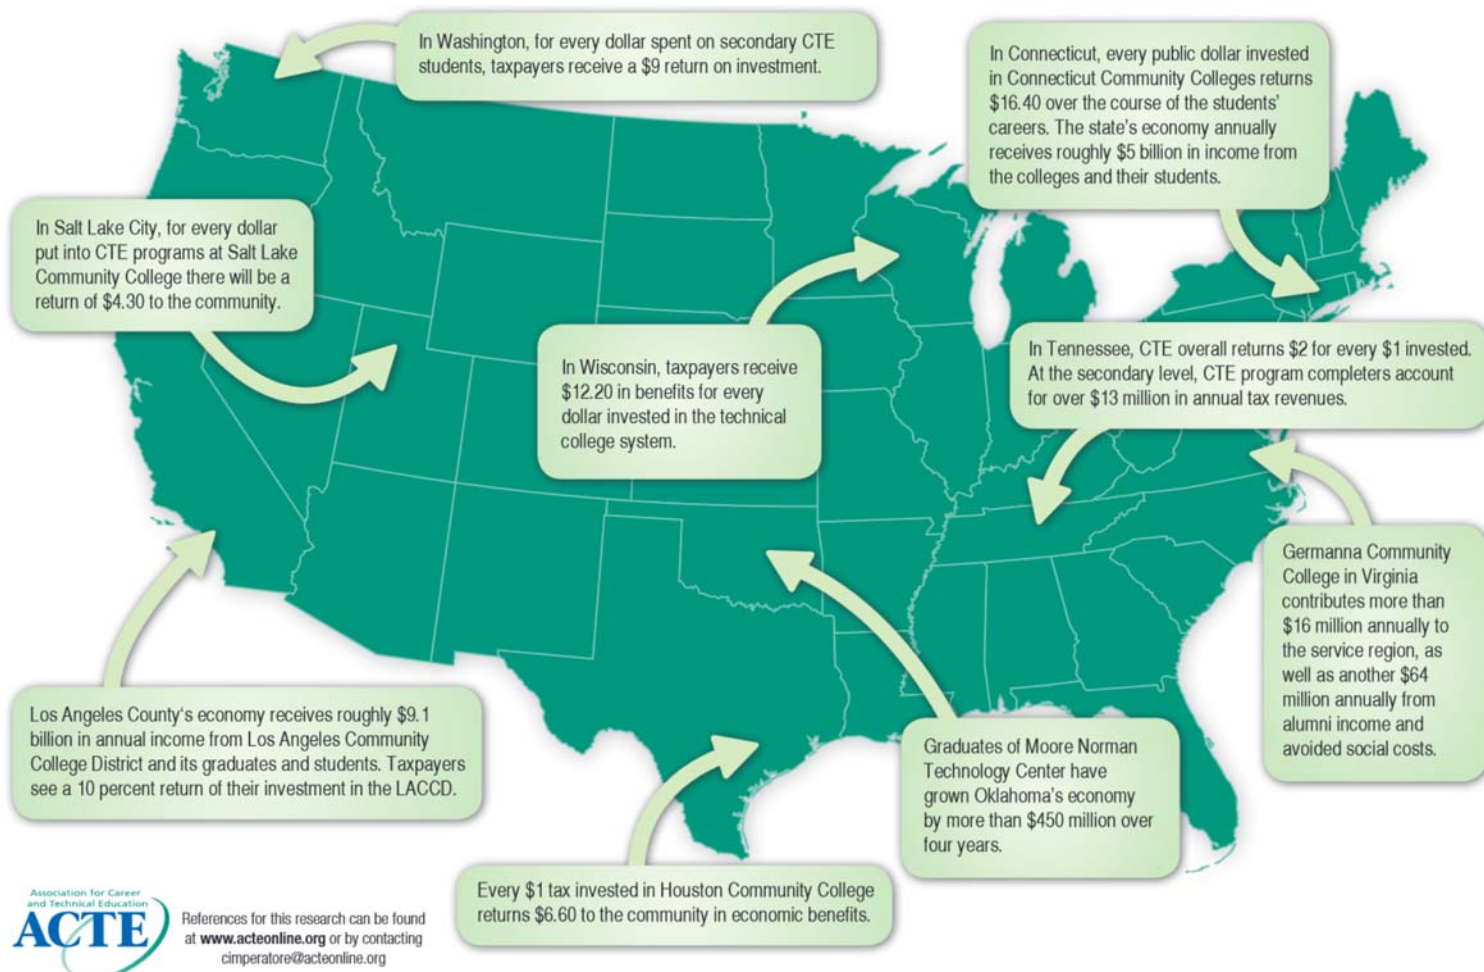 In Washington, for every dollar spent on secondary CTE
students, taxpayers receive a $9 return on investment.
In Connecticut, every public dollar invested
in Connecticut Community Colleges returns
$16.40 over the course of the students’
careers. The state’s economy annually
receives roughly $5 billion in income from
the colleges and their students.
In Salt Lake City, for every dollar
put into CTE programs at Salt Lake
Community College there will be a
return of $4.30 to the community.
In Wisconsin, taxpayers receive
$12.20 in benefits for every
dollar invested in the technical
college system.
In Tennessee, CTE overall returns $2 for every $1 invested.
At the secondary level, CTE program completers account
for over $13 million in annual tax revenues.
Germanna Community
College in Virginia
contributes more than
$16 million annually to
the service region, as
well as another $64
million annually from
alumni income and
avoided social costs.
Los Angeles County‘s economy receives roughly $9.1
billion in annual income from Los Angeles Community
College District and its graduates and students. Taxpayers
see a 10 percent return of their investment in the LACCD.
Graduates of Moore Norman
Technology Center have
grown Oklahoma’s economy
by more than $450 million over
four years.
Every $1 tax invested in Houston Community College
returns $6.60 to the community in economic benefits.
Association for Career
and Technical Education
ACTE
References for this research can be found
at www.acteonline.org or by contacting
cimperatore@acteonline.org